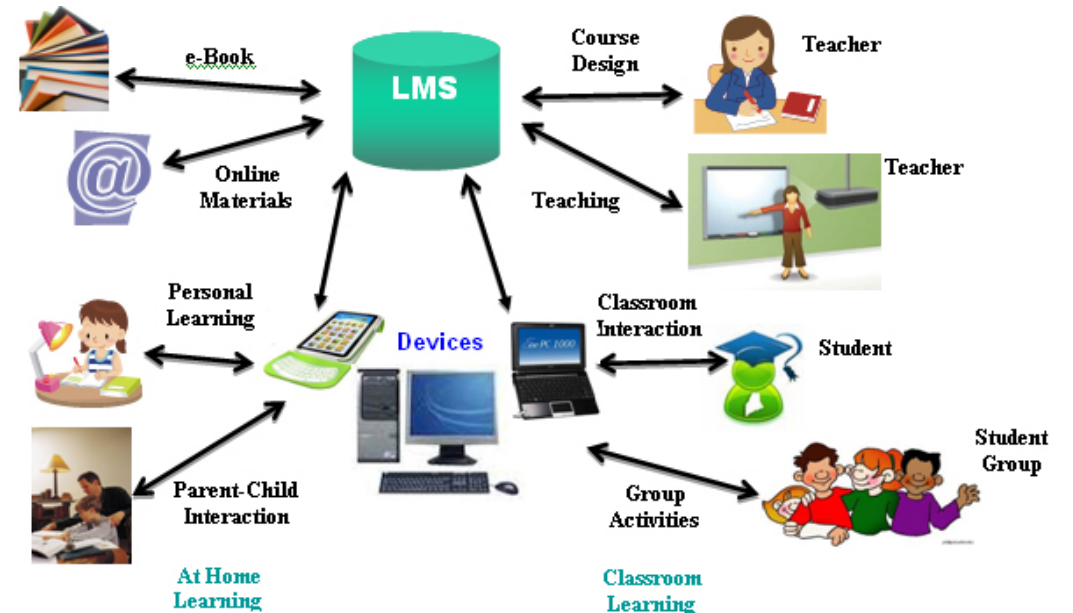 e-Book
LMS
Course
Design
Teacher
Online
Materials
Teaching
Teacher
Personal
Learning
Devices
Eee PC 1000
Classroom
Interaction
Student
Parent-Child
Interaction
Group
Activities
Student
Group
At Home
Learning
Classroom
Learning